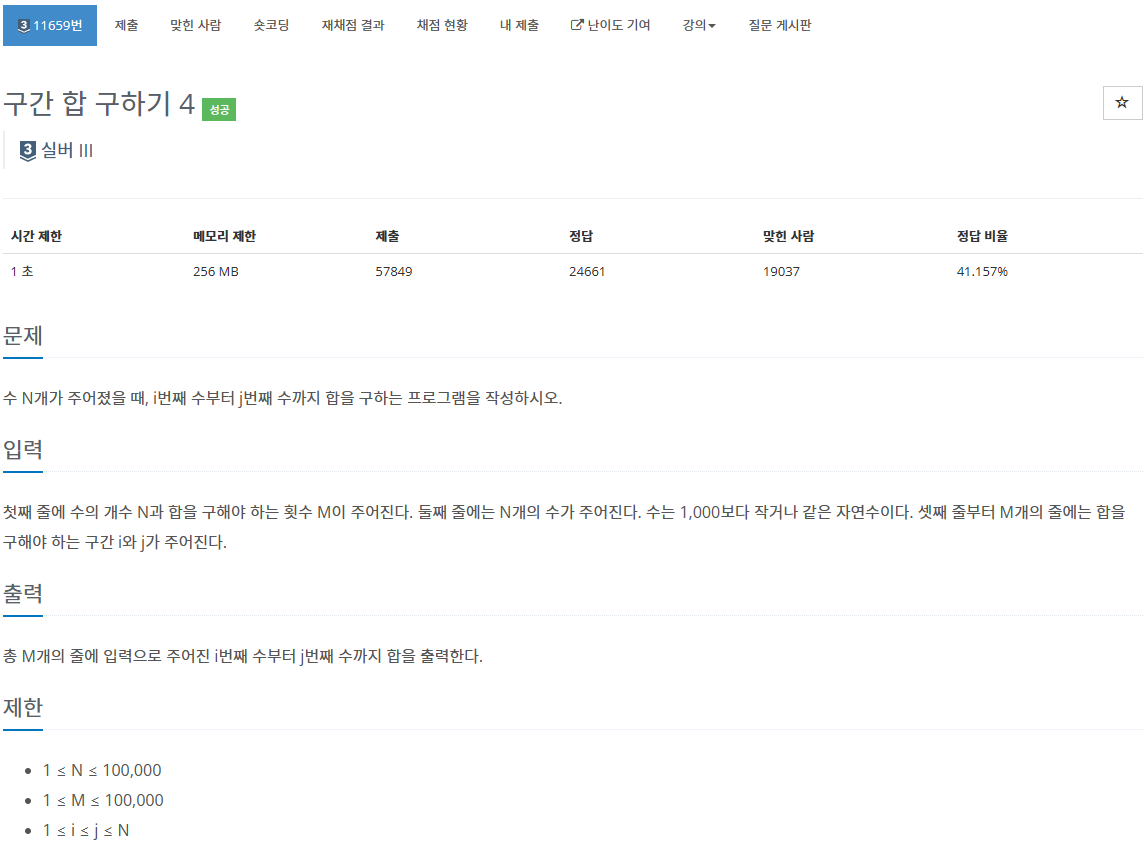 3 11659번 제출 맞힌 사람 숏코딩 재채점 결과 채점 현황 내 제출 난이도 기여 강의 질문 게시판
구간 합 구하기 4 성공
3 실버 III
시간 제한 메모리 제한 제출 정답 맞힌 사람 정답 비율
1 초 256 MB 57849 24661 19037 41.157%
문제
수 N개가 주어졌을 때, i번째 수부터 j번째 수까지 합을 구하는 프로그램을 작성하시오.
입력
첫째 줄에 수의 개수 N과 합을 구해야 하는 횟수 M이 주어진다. 둘째 줄에는 N개의 수가 주어진다. 수는 1,000보다 작거나 같은 자연수이다. 셋째 줄부터 M개의 줄에는 합을
구해야 하는 구간 i와 j가 주어진다.
출력
총 M개의 줄에 입력으로 주어진 i번째 수부터 j번째 수까지 합을 출력한다.
제한
• 1 ≤ N ≤ 100,000
• 1 ≤ M ≤ 100,000
• 1 ≤ i ≤ j ≤ N